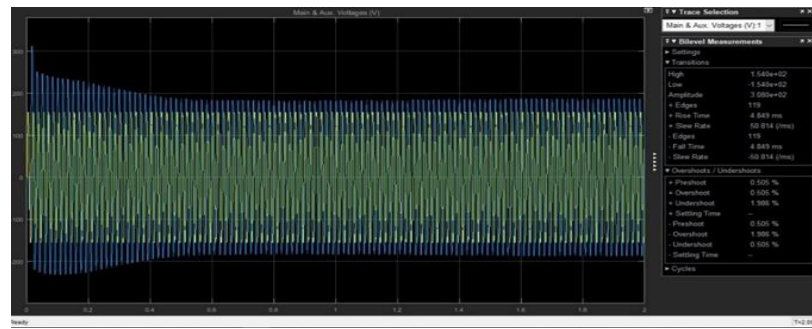 Main & Aux. Voltages (V)
300
200
100
0
100
200
0
0.2
0.4
0.6
0.8
1
1.2
1.4
1.6
1.8
2
Ready
Trace Selection
Main & Aux. Voltages (V):1
Bilevel Measurements
Settings
Transitions
High 1.540e+02
Low -1.540e+02
Amplitude 3.080e+02
+ Edges 119
+ Rise Time 4.849 ms
+ Slew Rate 50.814 (/ms)
- Edges 119
- Fall Time 4.849 ms
- Slew Rate -50.814 (/ms)
Overshoots / Undershoots
+ Preshoot 0.505 %
+ Overshoot 0.505 %
+ Undershoot 1.986 %
+ Settling Time --
- Preshoot 0.505 %
- Overshoot 1.986 %
- Undershoot 0.505 %
- Settling Time --
Cycles